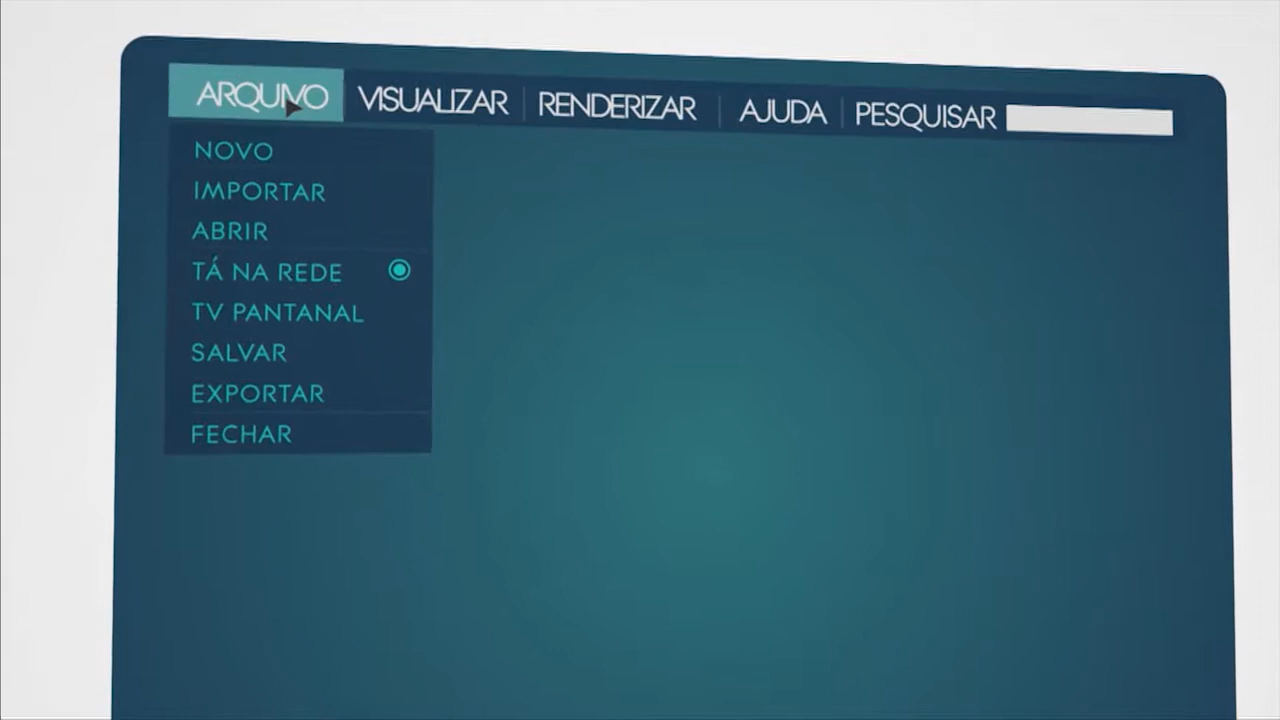 ARQUIVO VISUALIZAR RENDERIZAR AJUDA PESQUISAR
NOVO
IMPORTAR
ABRIR
TÁ NA REDE
TV PANTANAL
SALVAR
EXPORTAR
FECHAR